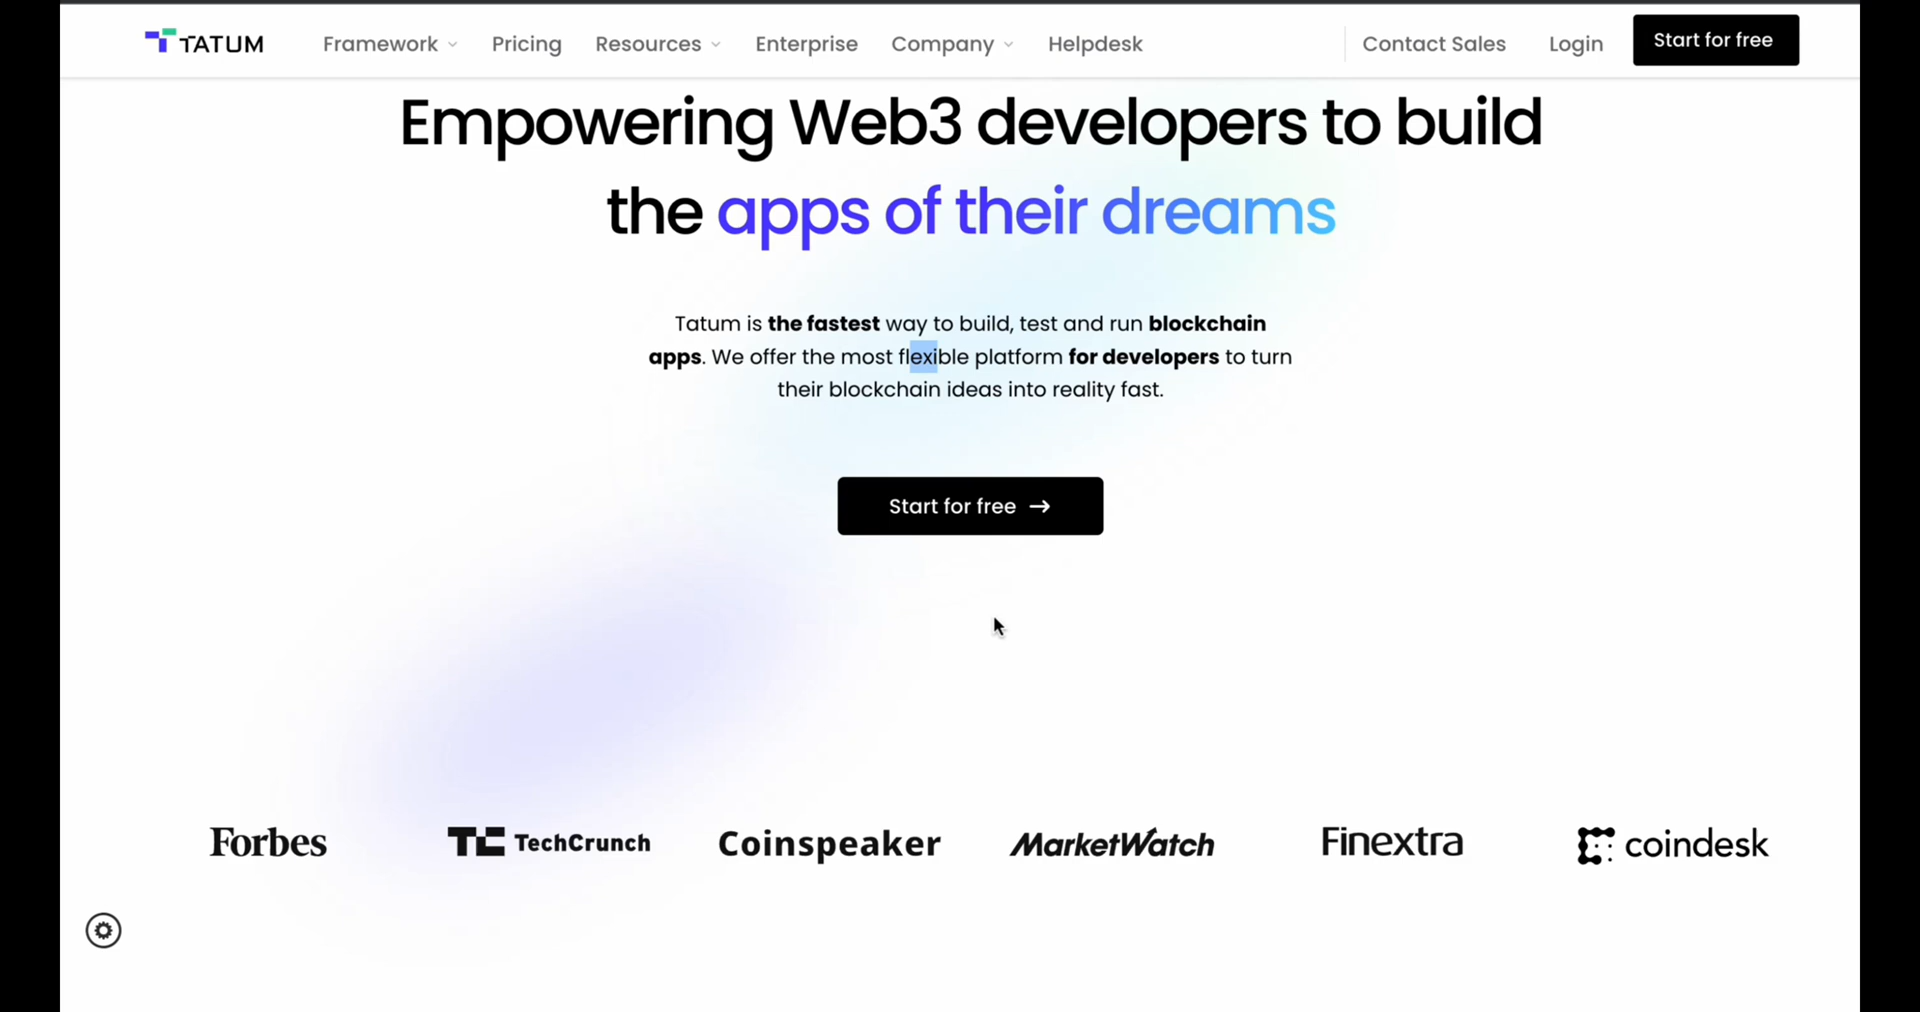 TATUM Framework Pricing Resources Enterprise Company Helpdesk Contact Sales Login Start for free
Empowering Web3 developers to build
the apps of their dreams
Tatum is the fastest way to build, test and run blockchain
apps. We offer the most flexible platform for developers to turn
their blockchain ideas into reality fast.
Start for free →
Forbes TC TechCrunch Coinspeaker MarketWatch Finextra coindesk